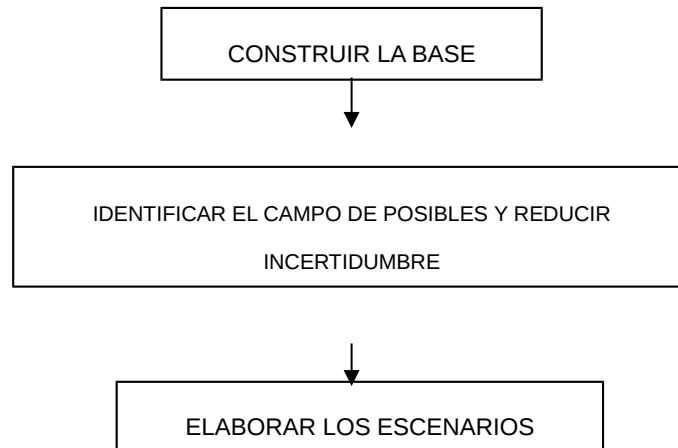 CONSTRUIR LA BASE
IDENTIFICAR EL CAMPO DE POSIBLES Y REDUCIR
INCERTIDUMBRE
ELABORAR LOS ESCENARIOS